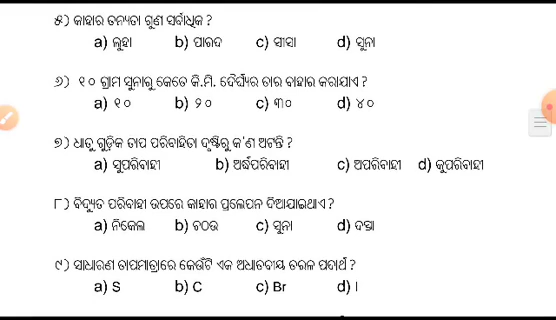 ୫) କାହାର ତନ୍ୟତା ଗୁଣ ସର୍ବାଧିକ ?
a) ଲୁହା b) ପାରଦ c) ସୀସା d) ସୁନା
୬) ୧୦ ଗ୍ରାମ ସୁନାରୁ କେତେ କି.ମି. ଦୈର୍ଘ୍ୟର ତାର ବାହାର କରାଯାଏ ?
a) ୧୦ b) ୨୦ c) ୩୦ d) ୪୦
୭) ଧାତୁ ଗୁଡ଼ିକ ତାପ ପରିବାହିତା ଦୃଷ୍ଟିରୁ କ'ଣ ଅଟନ୍ତି ?
a) ସୁପରିବାହୀ b) ଅର୍ଦ୍ଧପରିବାହୀ c) ଅପରିବାହୀ d) କୁପରିବାହୀ
୮) ବିଦ୍ୟୁତ ପରିବାହୀ ଉପରେ କାହାର ପ୍ରଲେପନ ଦିଆଯାଇଥାଏ ?
a) ନିକେଲ b) ତମ୍ବା c) ସୁନା d) ଦସ୍ତା
୯) ସାଧାରଣ ତାପମାତ୍ରାରେ କେଉଁଟି ଏକ ଅଧାତବୀୟ ତରଳ ପଦାର୍ଥ ?
a) S b) C c) Br d) I